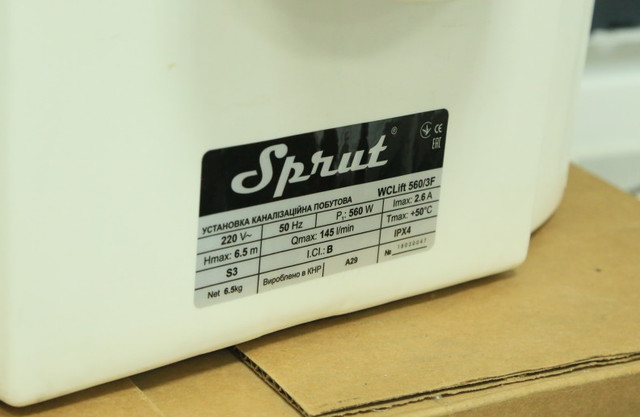 Sprut®
CE
EAC
УСТАНОВКА КАНАЛІЗАЦІЙНА ПОБУТОВА WCLift 560/3F
220 V~ 50 Hz P₁: 560 W Imax: 2.6 A
Hmax: 6.5 m Qmax: 145 l/min Tmax: +50°C
S3 I.Cl.: B IPX4
Net 6.5kg Вироблено в КНР A29 №